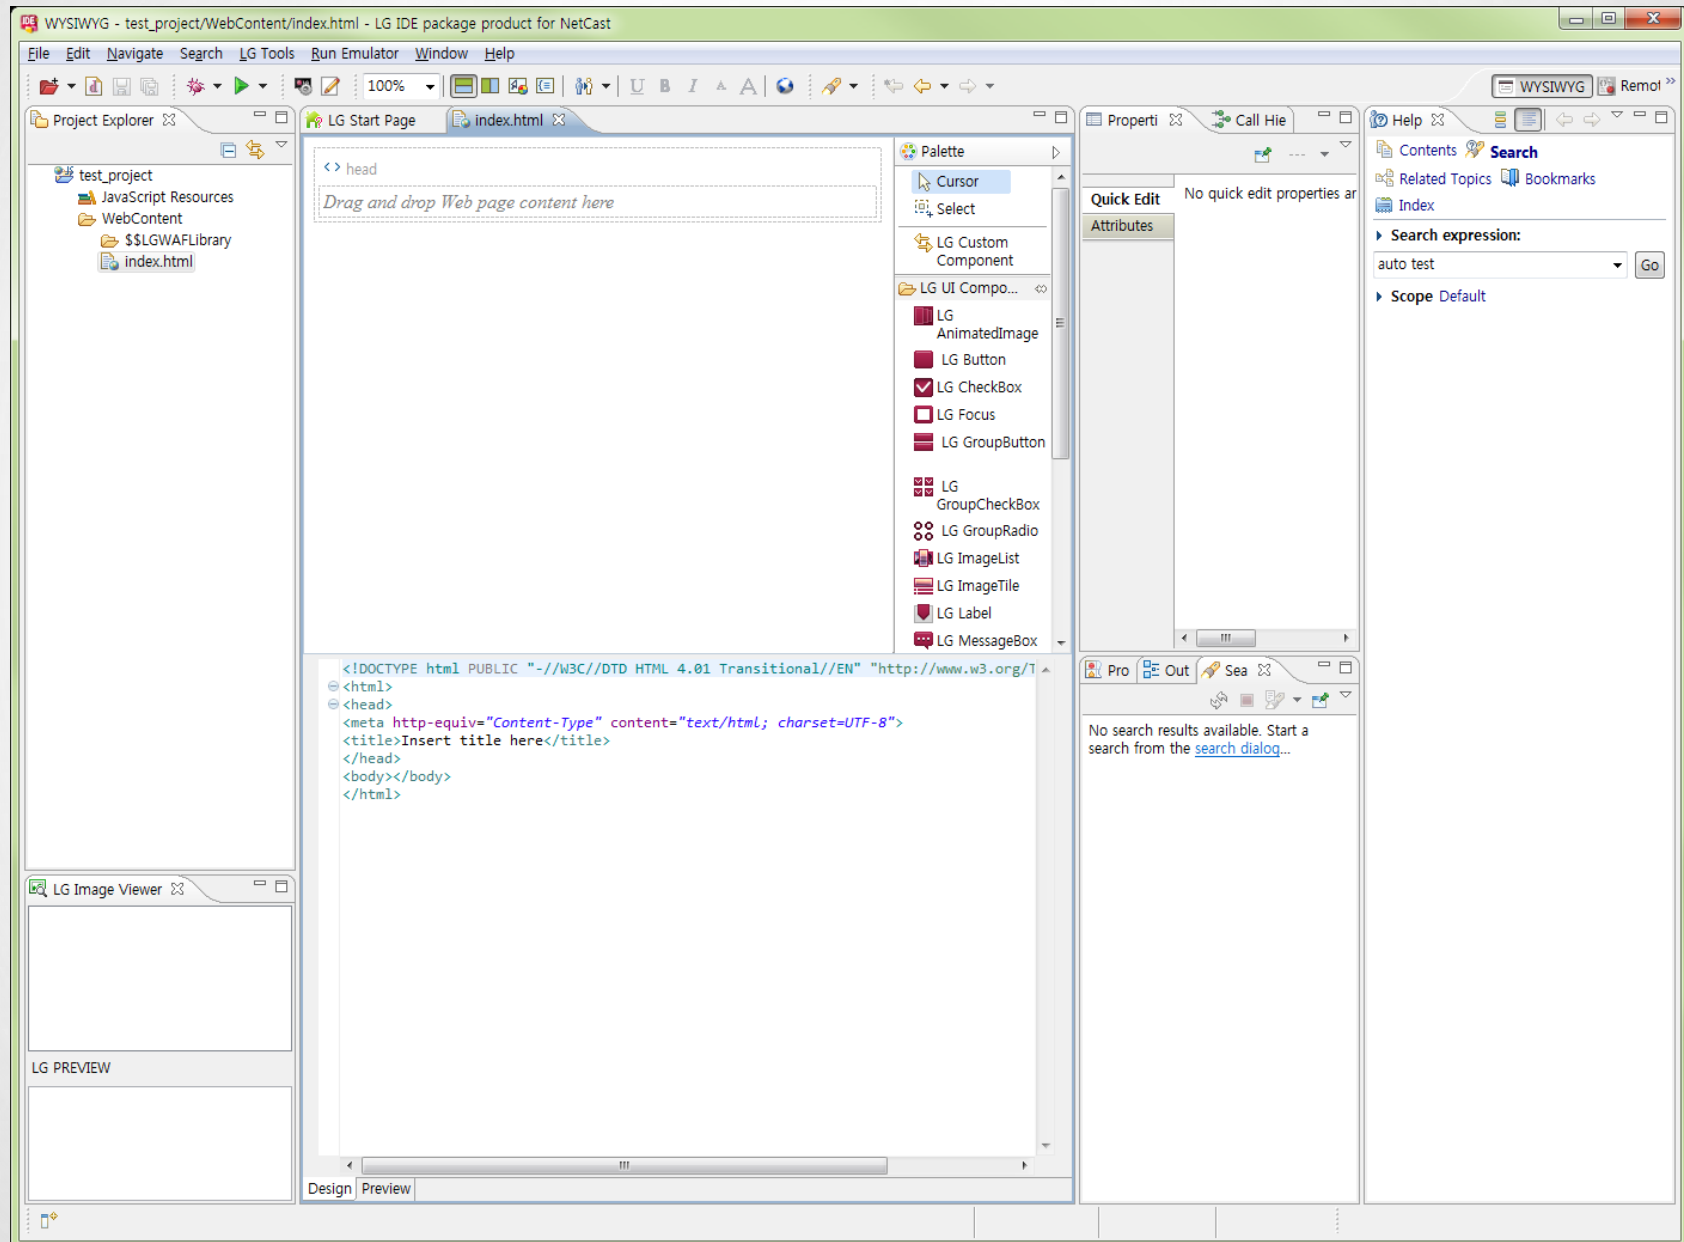 WYSIWYG - test_project/WebContent/index.html - LG IDE package product for NetCast
File Edit Navigate Search LG Tools Run Emulator Window Help
100% U B I A A WYSIWYG Remot
Project Explorer
test_project
JavaScript Resources
WebContent
$$LGWAFLibrary
index.html
LG Image Viewer
LG PREVIEW
LG Start Page index.html
<> head
Drag and drop Web page content here
Palette
Cursor
Select
LG Custom
Component
LG UI Compo...
LG
AnimatedImage
LG Button
LG CheckBox
LG Focus
LG GroupButton
LG
GroupCheckBox
LG GroupRadio
LG ImageList
LG ImageTile
LG Label
LG MessageBox
<!DOCTYPE html PUBLIC "-//W3C//DTD HTML 4.01 Transitional//EN" "http://www.w3.org/T
<html>
<head>
<meta http-equiv="Content-Type" content="text/html; charset=UTF-8">
<title>Insert title here</title>
</head>
<body></body>
</html>
Design Preview
Properti Call Hie
Quick Edit
Attributes
No quick edit properties ar
Pro Out Sea
No search results available. Start a
search from the search dialog...
Help
Contents Search
Related Topics Bookmarks
Index
Search expression:
auto test Go
Scope Default